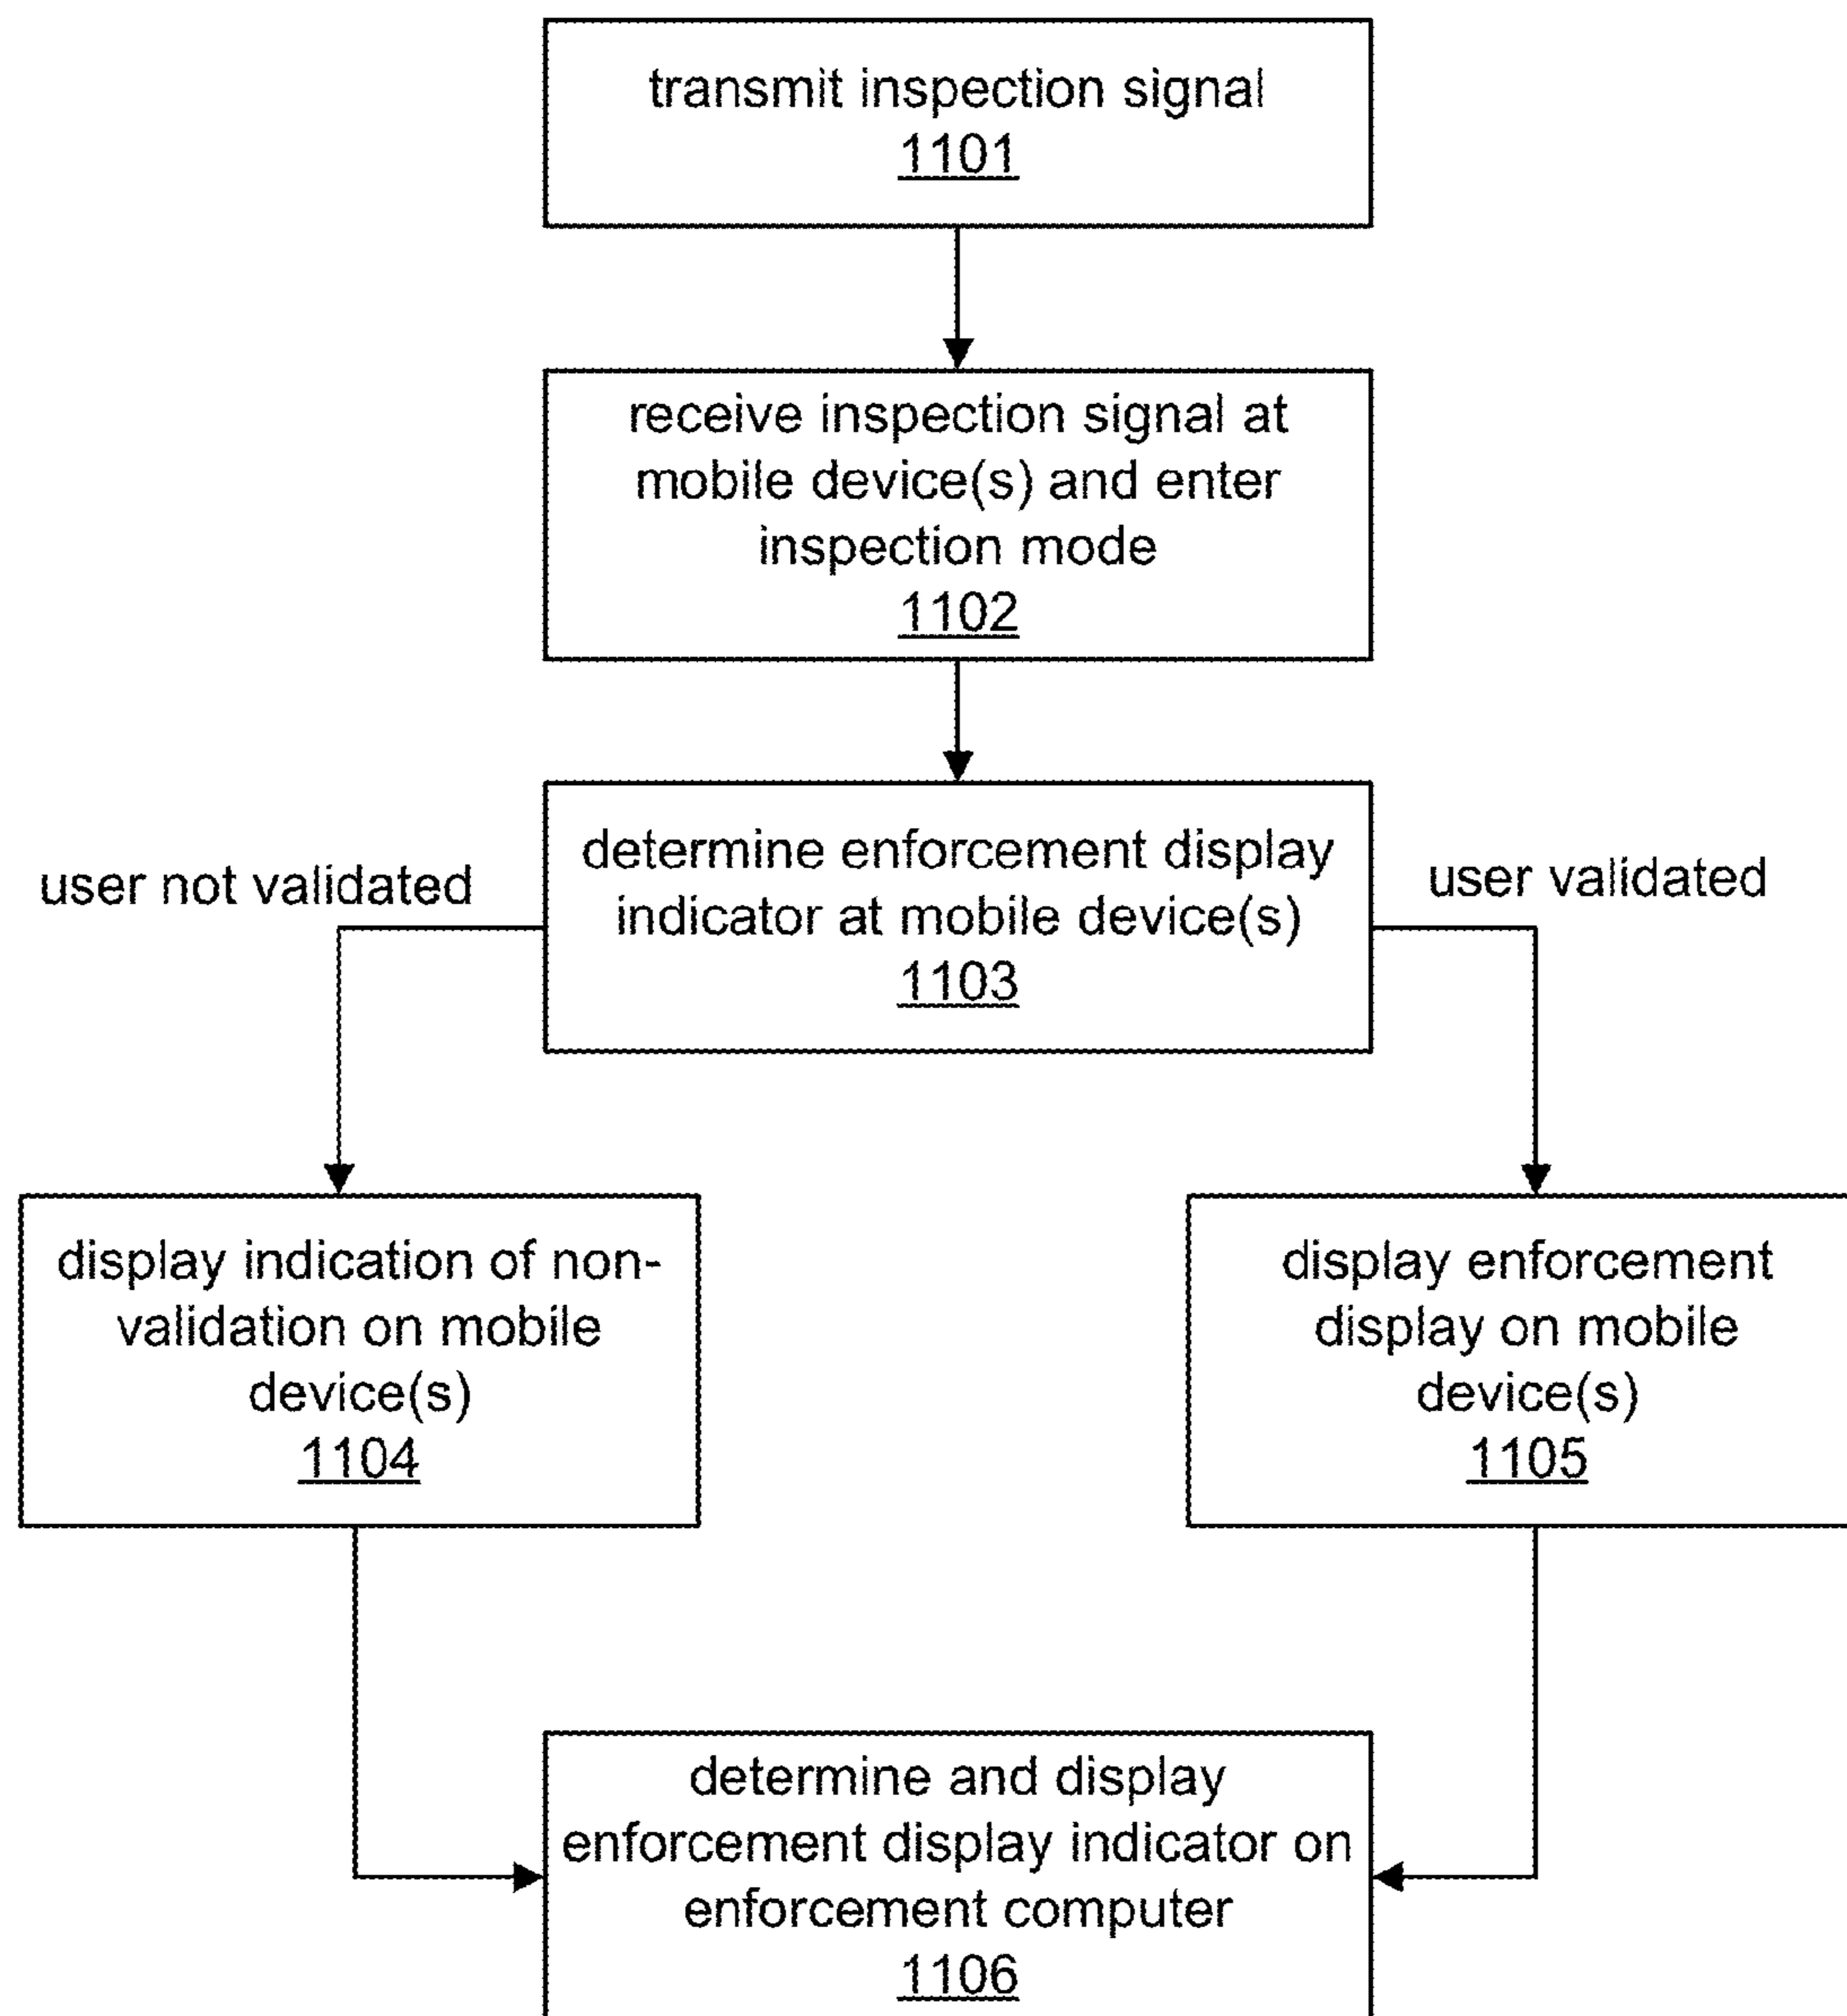 transmit inspection signal
1101
receive inspection signal at
mobile device(s) and enter
inspection mode
1102
user not validated
determine enforcement display
indicator at mobile device(s)
1103
user validated
display indication of non-
validation on mobile
device(s)
1104
display enforcement
display on mobile
device(s)
1105
determine and display
enforcement display indicator on
enforcement computer
1106